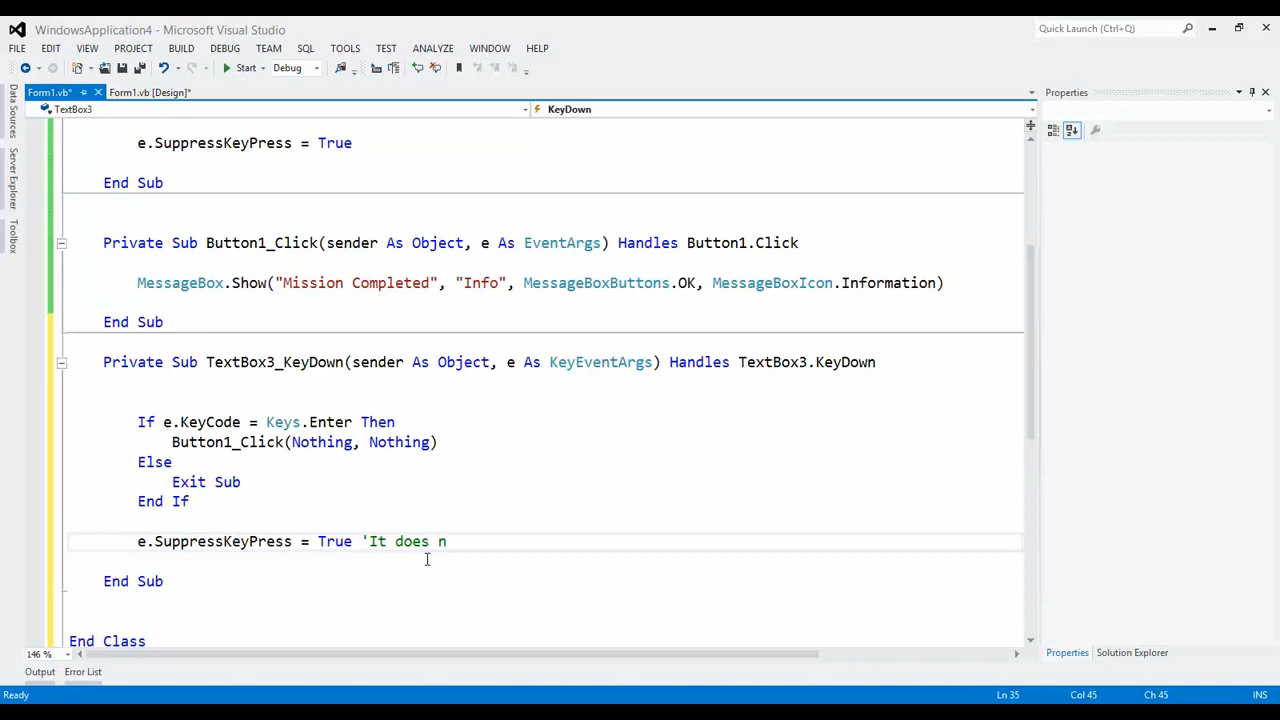 WindowsApplication4 - Microsoft Visual Studio
Quick Launch (Ctrl+Q)
FILE EDIT VIEW PROJECT BUILD DEBUG TEAM SQL TOOLS TEST ANALYZE WINDOW HELP
Start Debug
Form1.vb* Form1.vb [Design]*
Properties
TextBox3 KeyDown
Data Sources
Server Explorer
Toolbox
e.SuppressKeyPress = True
End Sub
Private Sub Button1_Click(sender As Object, e As EventArgs) Handles Button1.Click
MessageBox.Show("Mission Completed", "Info", MessageBoxButtons.OK, MessageBoxIcon.Information)
End Sub
Private Sub TextBox3_KeyDown(sender As Object, e As KeyEventArgs) Handles TextBox3.KeyDown
If e.KeyCode = Keys.Enter Then
Button1_Click(Nothing, Nothing)
Else
Exit Sub
End If
e.SuppressKeyPress = True 'It does n
End Sub
End Class
146 %
Properties Solution Explorer
Output Error List
Ready Ln 35 Col 45 Ch 45 INS